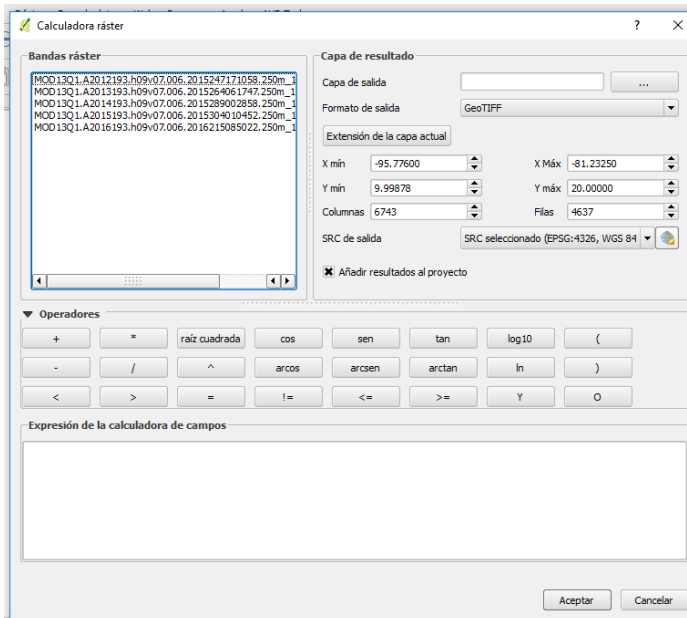 Calculadora ráster
?
X
Bandas ráster
MOD13Q1.A2012193.h09v07.006.2015247171058.250m_1
MOD13Q1.A2013193.h09v07.006.2015264061747.250m_1
MOD13Q1.A2014193.h09v07.006.2015289002858.250m_1
MOD13Q1.A2015193.h09v07.006.2015304010452.250m_1
MOD13Q1.A2016193.h09v07.006.2016215085022.250m_1
Capa de resultado
Capa de salida
...
Formato de salida GeoTIFF
Extensión de la capa actual
X mín -95.77600 X Máx -81.23250
Y mín 9.99878 Y máx 20.00000
Columnas 6743 Filas 4637
SRC de salida SRC seleccionado (EPSG:4326, WGS 84
Añadir resultados al proyecto
Operadores
+ * raíz cuadrada cos sen tan log10 (
- / ^ arcos arcsen arctan ln )
< > = != <= >= Y O
Expresión de la calculadora de campos
Aceptar Cancelar